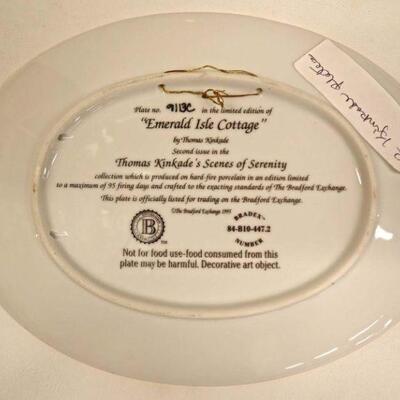 Plate no. 9113C in the limited edition of
"Emerald Isle Cottage"
by Thomas Kinkade
Second issue in the
Thomas Kinkade's Scenes of Serenity
collection which is produced on hard-fire porcelain in an edition limited
to a maximum of 95 firing days and crafted to the exacting standards of The Bradford Exchange.
This plate is officially listed for trading on the Bradford Exchange.
©The Bradford Exchange 1995
B
TM
BRADEX
84-B10-447.2
NUMBER
Not for food use-food consumed from this
plate may be harmful. Decorative art object.
Kinkade plates